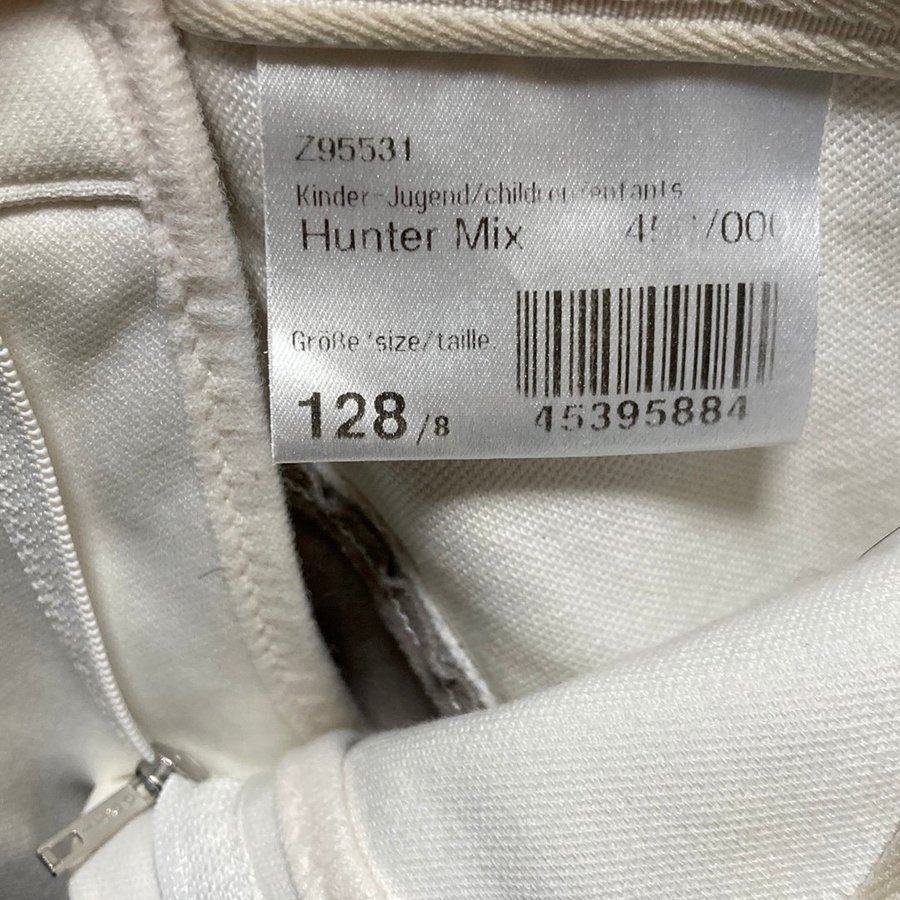 Z95531
Kinder-Jugend/children/enfants
Hunter Mix
Größe/size/taille
128/8
45395884